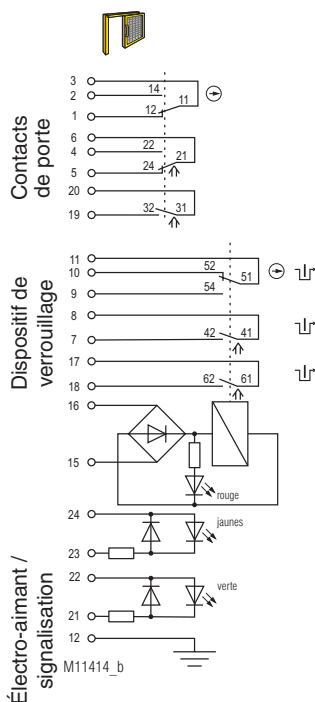 Contacts
de porte
3
2 14
11
1 12
6
4 22
21
5 24
20
19 32 31
Dispositif de
verrouillage
11
10 52
51
9 54
8
7 42 41
17
18 62 61
Électro-aimant /
signalisation
16
15
rouge
24
jaunes
23
22
verte
21
12
M11414_b